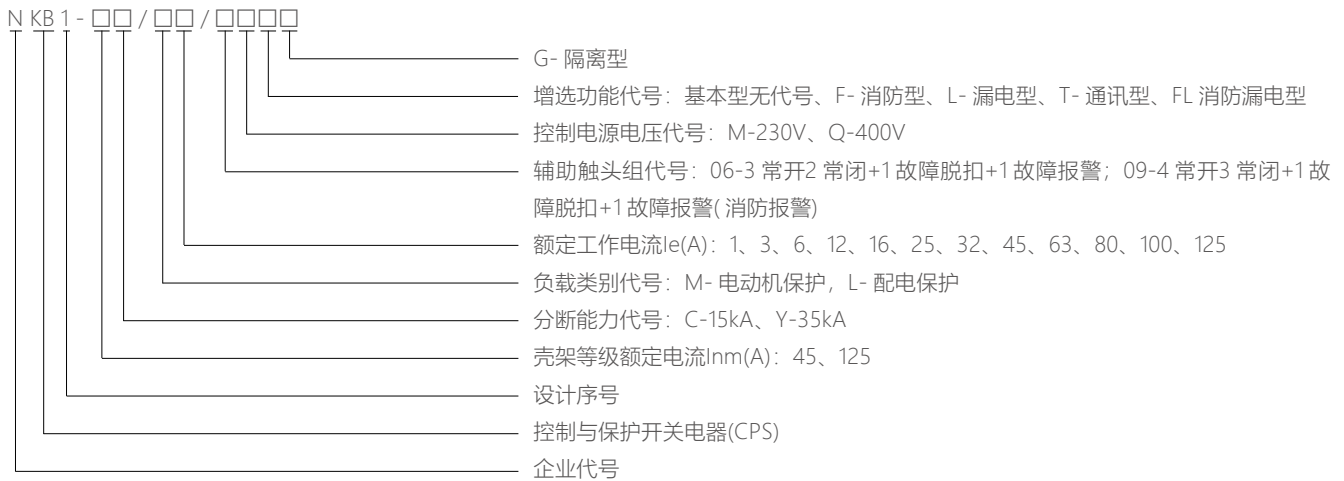 N KB 1 - □□ / □□ / □□□□
G- 隔离型
增选功能代号：基本型无代号、F- 消防型、L- 漏电型、T- 通讯型、FL 消防漏电型
控制电源电压代号：M-230V、Q-400V
辅助触头组代号：06-3 常开2 常闭+1 故障脱扣+1 故障报警；09-4 常开3 常闭+1 故
障脱扣+1 故障报警( 消防报警)
额定工作电流Ie(A)：1、3、6、12、16、25、32、45、63、80、100、125
负载类别代号：M- 电动机保护，L- 配电保护
分断能力代号：C-15kA、Y-35kA
壳架等级额定电流Inm(A)：45、125
设计序号
控制与保护开关电器(CPS)
企业代号